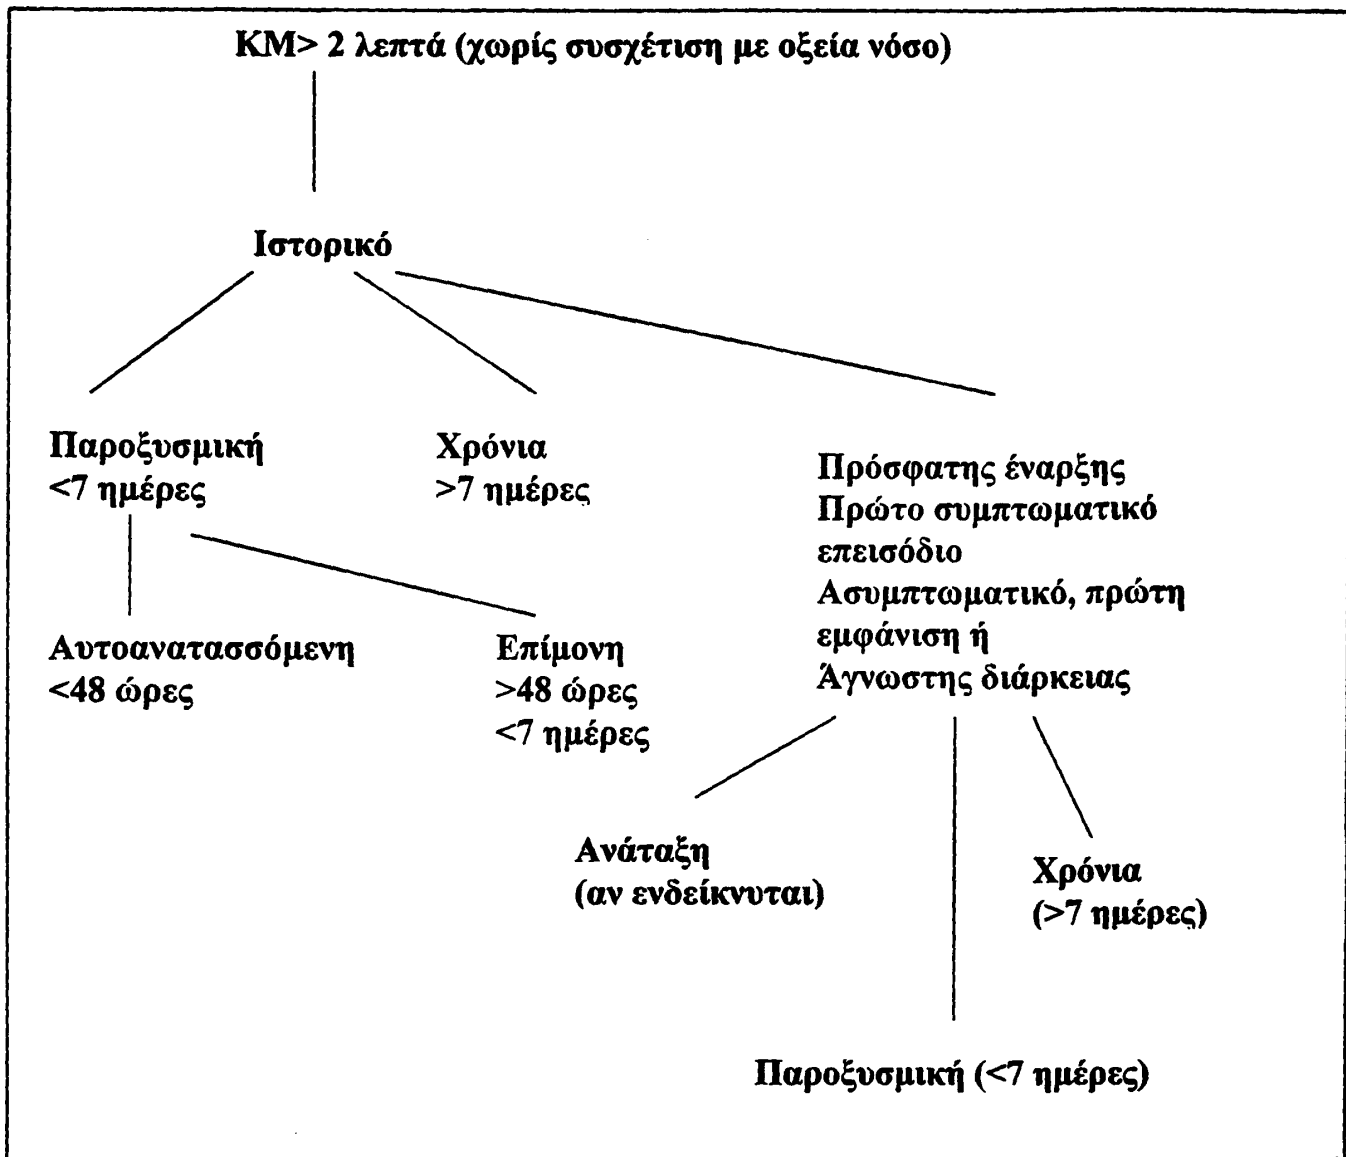 ΚΜ> 2 λεπτά (χωρίς συσχέτιση με οξεία νόσο)
Ιστορικό
Παροξυσμική
<7 ημέρες
Χρόνια
>7 ημέρες
Πρόσφατης έναρξης
Πρώτο συμπτωματικό
επεισόδιο
Ασυμπτωματικό, πρώτη
εμφάνιση ή
Άγνωστης διάρκειας
Αυτοανατασσόμενη
<48 ώρες
Επίμονη
>48 ώρες
<7 ημέρες
Ανάταξη
(αν ενδείκνυται)
Χρόνια
(>7 ημέρες)
Παροξυσμική (<7 ημέρες)